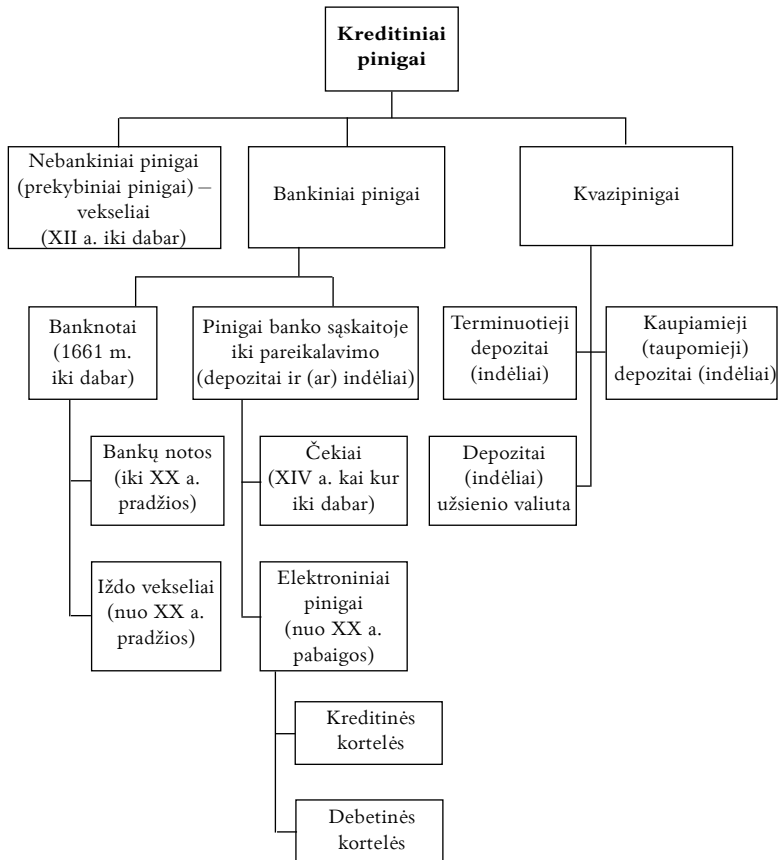 Kreditiniai
pinigai
Nebankiniai pinigai
(prekybiniai pinigai) –
vekseliai
(XII a. iki dabar)
Bankiniai pinigai
Kvazipinigai
Banknotai
(1661 m.
iki dabar)
Pinigai banko sąskaitoje
iki pareikalavimo
(depozitai ir (ar) indėliai)
Terminuotieji
depozitai
(indėliai)
Kaupiamieji
(taupomieji)
depozitai (indėliai)
Bankų notos
(iki XX a.
pradžios)
Čekiai
(XIV a. kai kur
iki dabar)
Depozitai
(indėliai)
užsienio valiuta
Iždo vekseliai
(nuo XX a.
pradžios)
Elektroniniai
pinigai
(nuo XX a.
pabaigos)
Kreditinės
kortelės
Debetinės
kortelės